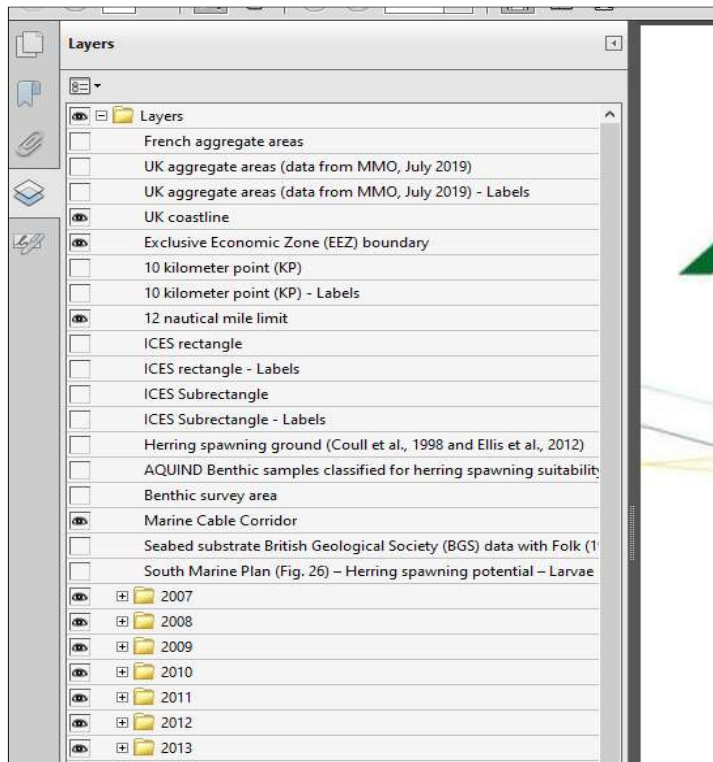 Layers
Layers
French aggregate areas
UK aggregate areas (data from MMO, July 2019)
UK aggregate areas (data from MMO, July 2019) - Labels
UK coastline
Exclusive Economic Zone (EEZ) boundary
10 kilometer point (KP)
10 kilometer point (KP) - Labels
12 nautical mile limit
ICES rectangle
ICES rectangle - Labels
ICES Subrectangle
ICES Subrectangle - Labels
Herring spawning ground (Coull et al., 1998 and Ellis et al., 2012)
AQUIND Benthic samples classified for herring spawning suitability
Benthic survey area
Marine Cable Corridor
Seabed substrate British Geological Society (BGS) data with Folk (1
South Marine Plan (Fig. 26) – Herring spawning potential – Larvae
2007
2008
2009
2010
2011
2012
2013